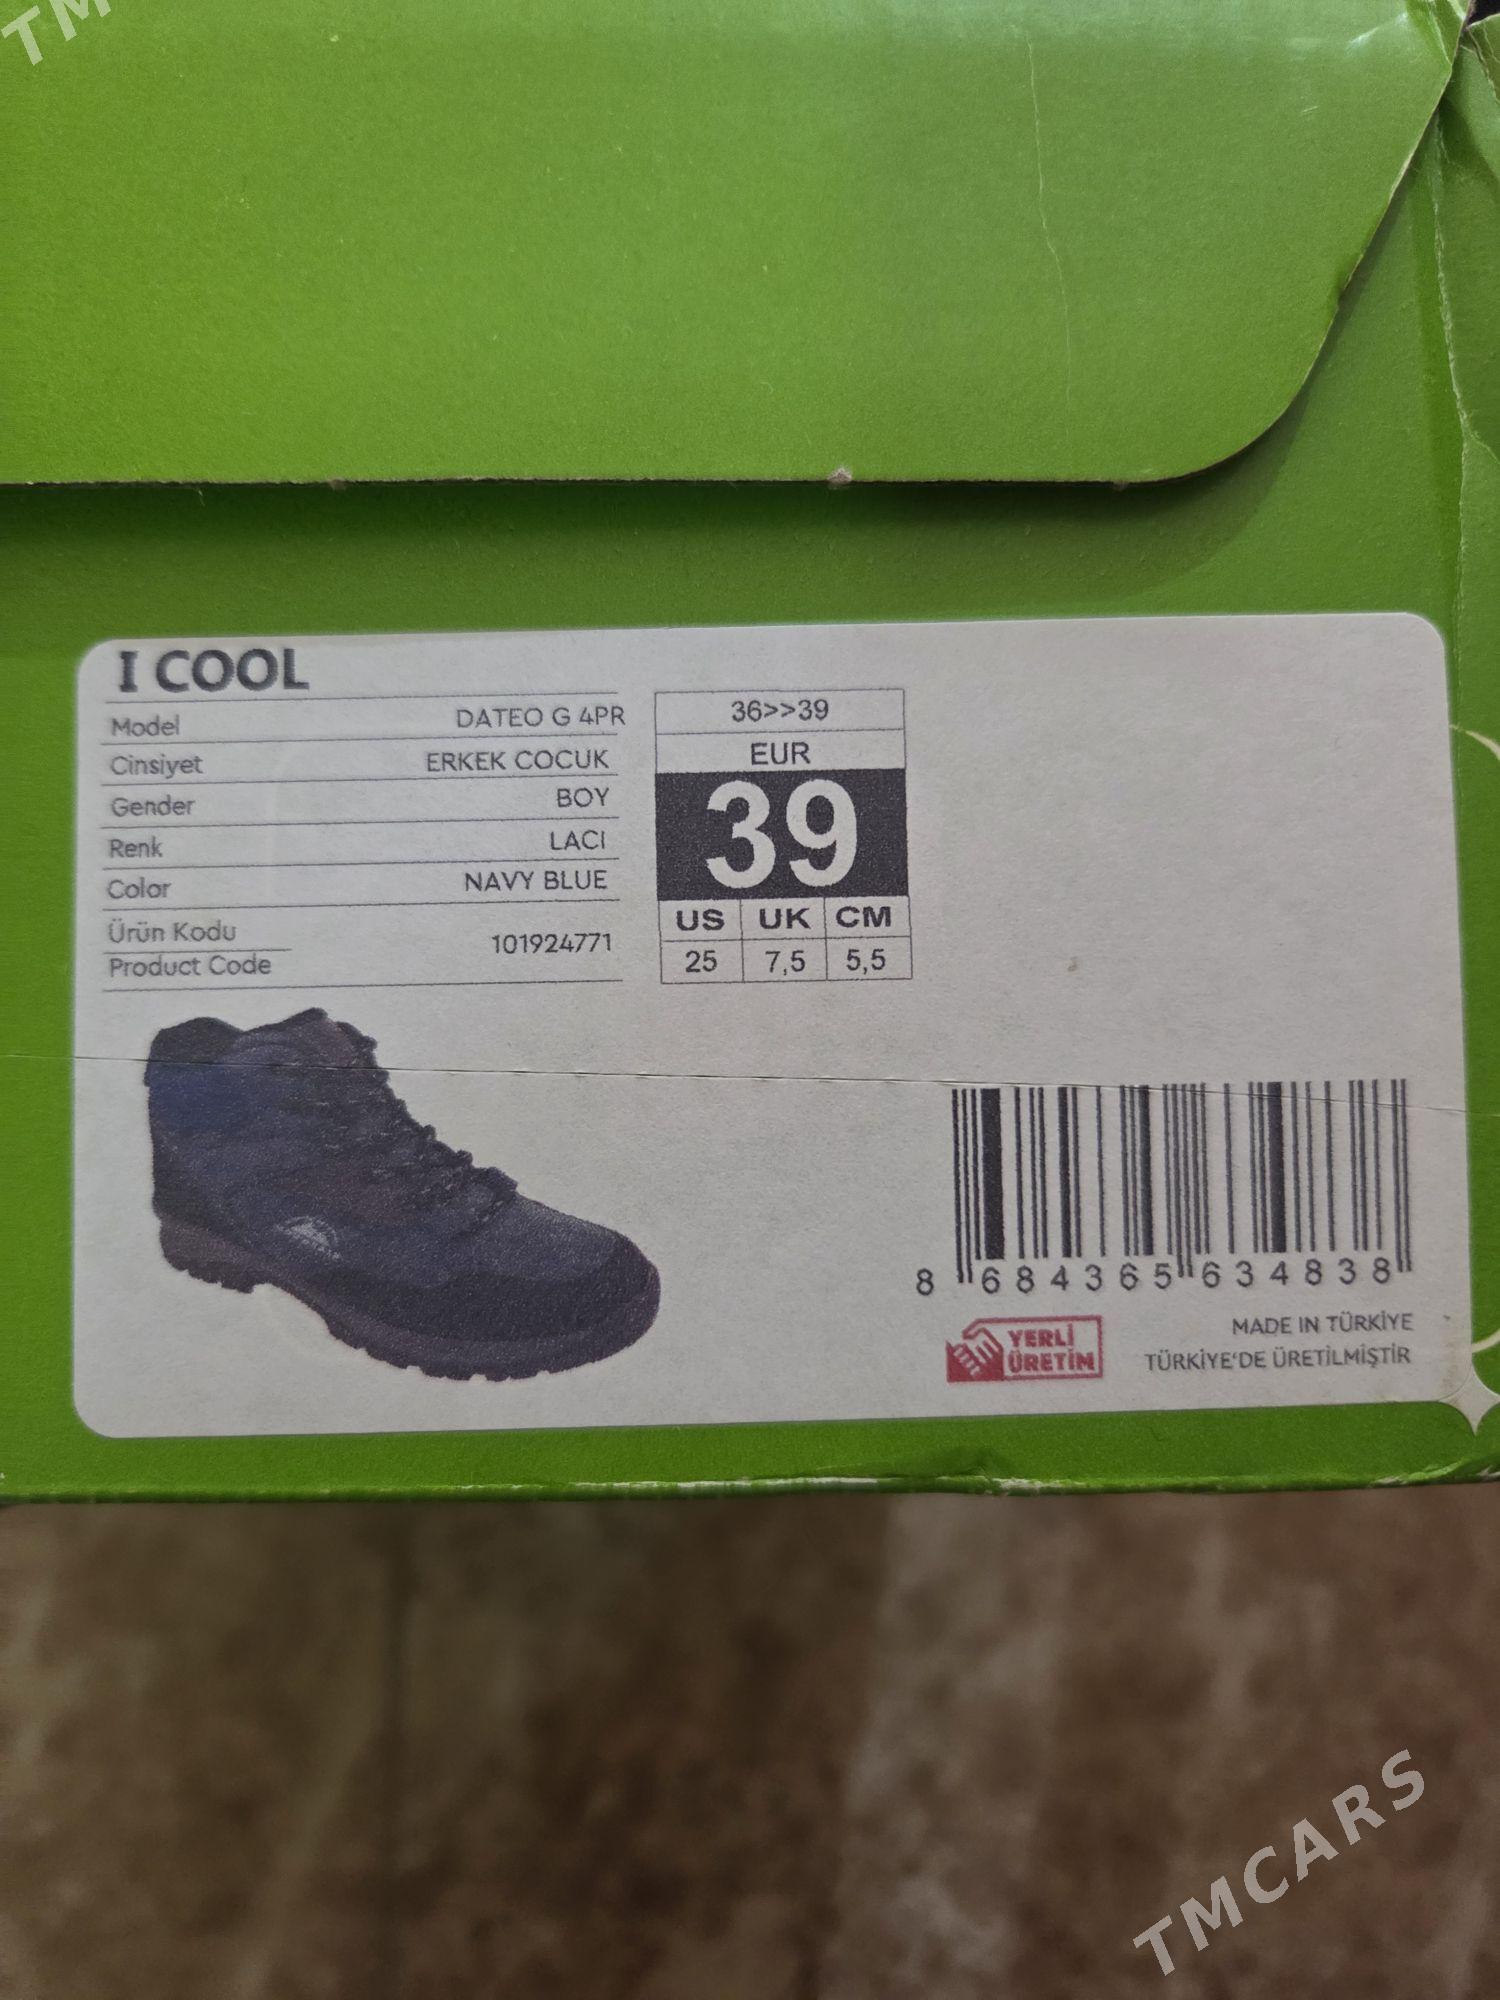 TM
I COOL
Model DATEO G 4PR
Cinsiyet ERKEK COCUK
Gender BOY
Renk LACI
Color NAVY BLUE
Ürün Kodu
Product Code 101924771
36>>39
EUR
39
US UK CM
25 7,5 5,5
8 684365 634838
YERLİ
ÜRETİM
MADE IN TÜRKİYE
TÜRKİYE'DE ÜRETİLMİŞTİR
TMCARS